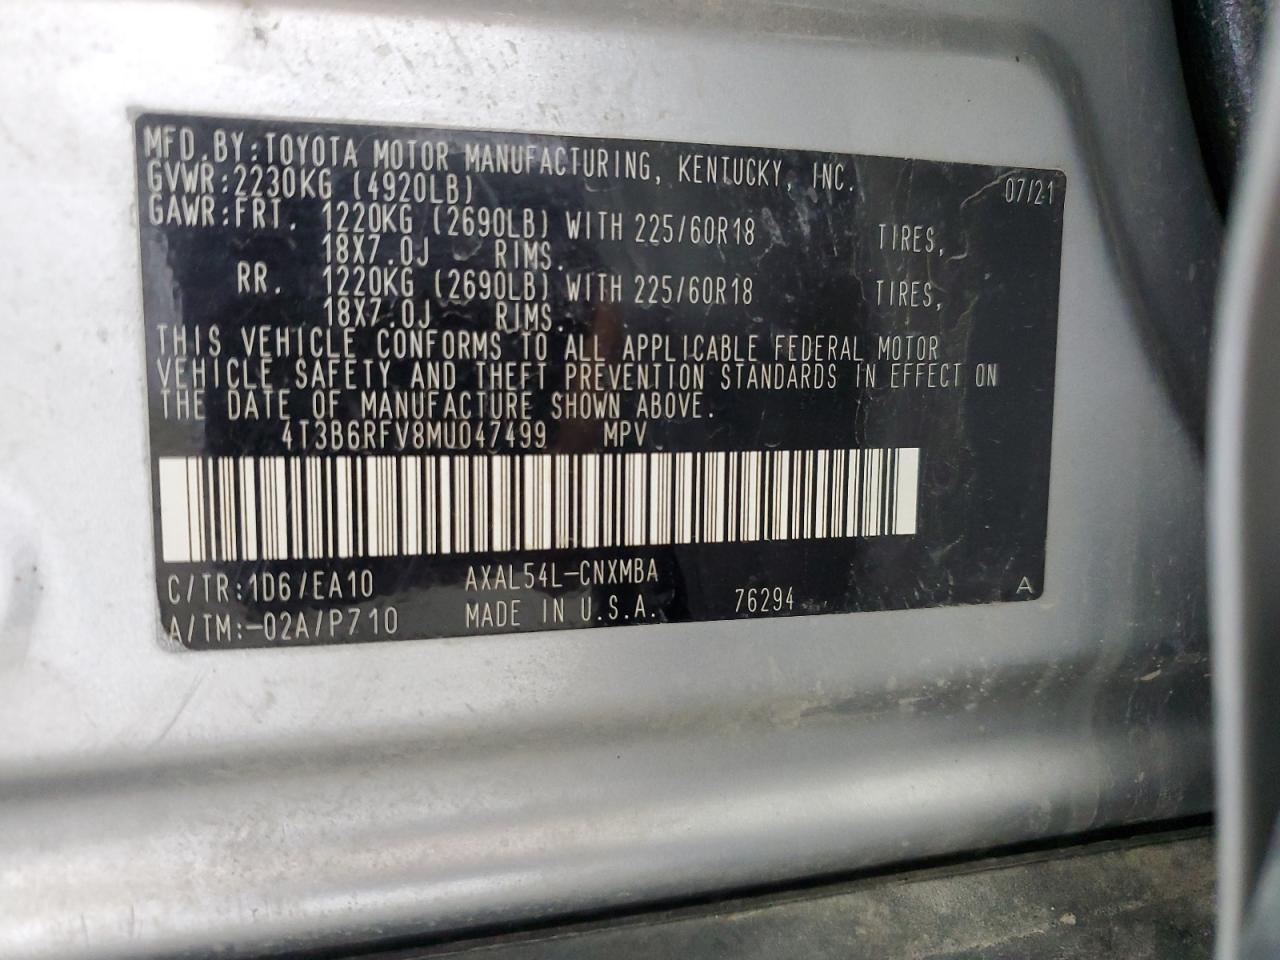 MFD.BY:TOYOTA MOTOR MANUFACTURING, KENTUCKY, INC.
GVWR:2230KG (4920LB) 07/21
GAWR:FRT. 1220KG (2690LB) WITH 225/60R18 TIRES,
18X7.0J RIMS.
RR. 1220KG (2690LB) WITH 225/60R18 TIRES,
18X7.0J RIMS.
THIS VEHICLE CONFORMS TO ALL APPLICABLE FEDERAL MOTOR
VEHICLE SAFETY AND THEFT PREVENTION STANDARDS IN EFFECT ON
THE DATE OF MANUFACTURE SHOWN ABOVE.
4T3B6RFV8MU047499 MPV
C/TR:1D6/EA10 AXAL54L-CNXMBA
A/TM:-02A/P710 MADE IN U.S.A. 76294 A